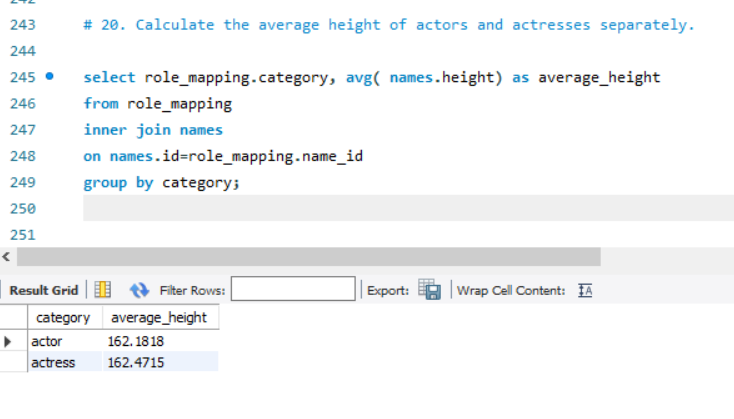 243 # 20. Calculate the average height of actors and actresses separately.
244
245 select role_mapping.category, avg( names.height) as average_height
246 from role_mapping
247 inner join names
248 on names.id=role_mapping.name_id
249 group by category;
250
251
Result Grid Filter Rows: Export: Wrap Cell Content: IA
category average_height
actor 162.1818
actress 162.4715